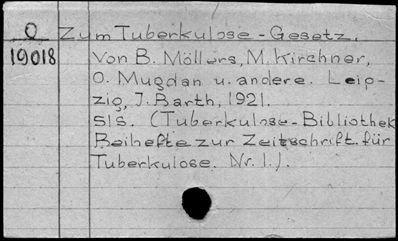 O Zum Tuberkulose-Gesetz.
19018 Von B. Möllers, M. Kirchner,
O. Mugdan u. andere. Leip-
zig, J. Barth, 1921.
S. (Tuberkulose-Bibliothek
Beihefte zur Zeitschrift für
Tuberkulose. Nr. 1.).